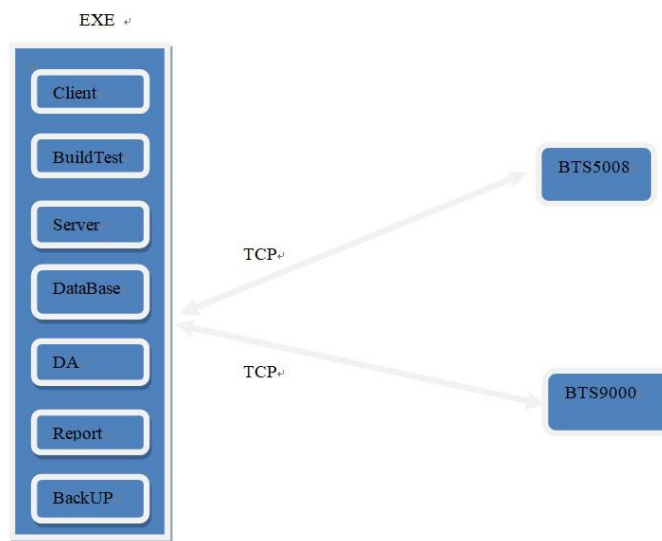 EXE
Client
BuildTest
Server
DataBase
DA
Report
BackUP
TCP
TCP
BTS5008
BTS9000